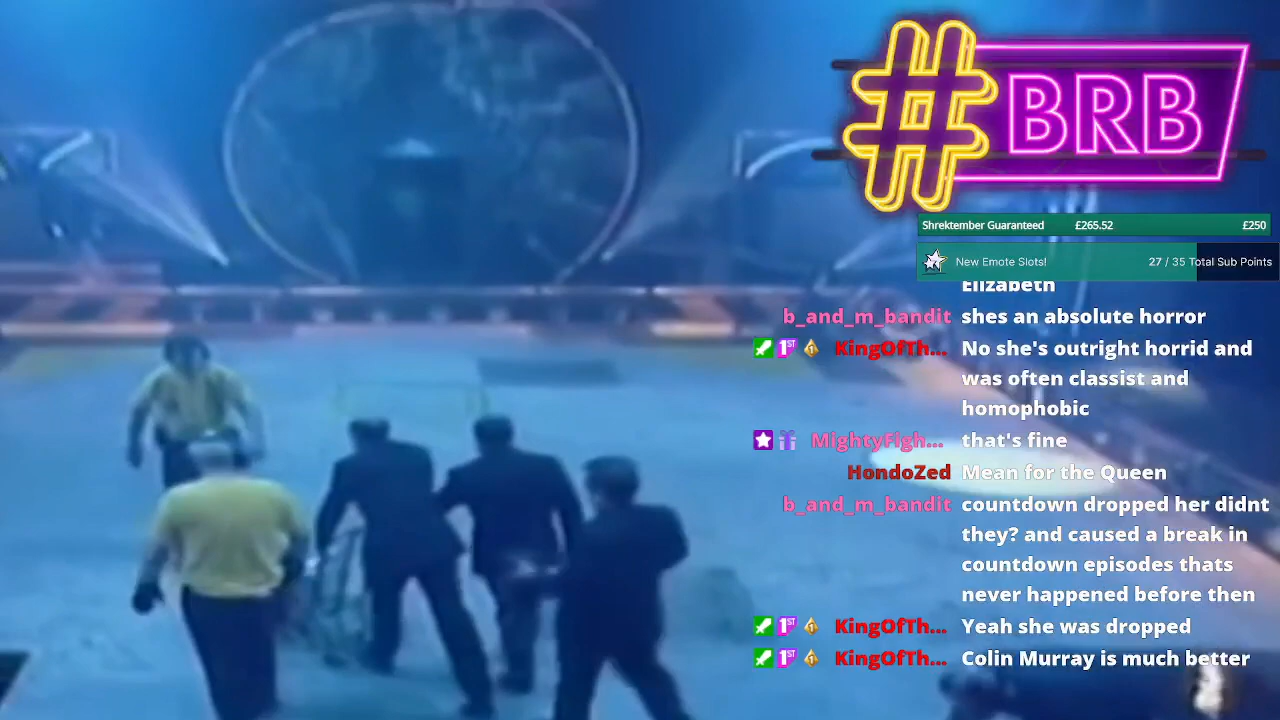 #BRB
Shrektember Guaranteed £265.52 £250
New Emote Slots! 27 / 35 Total Sub Points
Elizabeth
b_and_m_bandit shes an absolute horror
1ST KingOfTh... No she's outright horrid and
was often classist and
homophobic
MightyFigh... that's fine
HondoZed Mean for the Queen
b_and_m_bandit countdown dropped her didnt
they? and caused a break in
countdown episodes thats
never happened before then
1ST KingOfTh... Yeah she was dropped
1ST KingOfTh... Colin Murray is much better